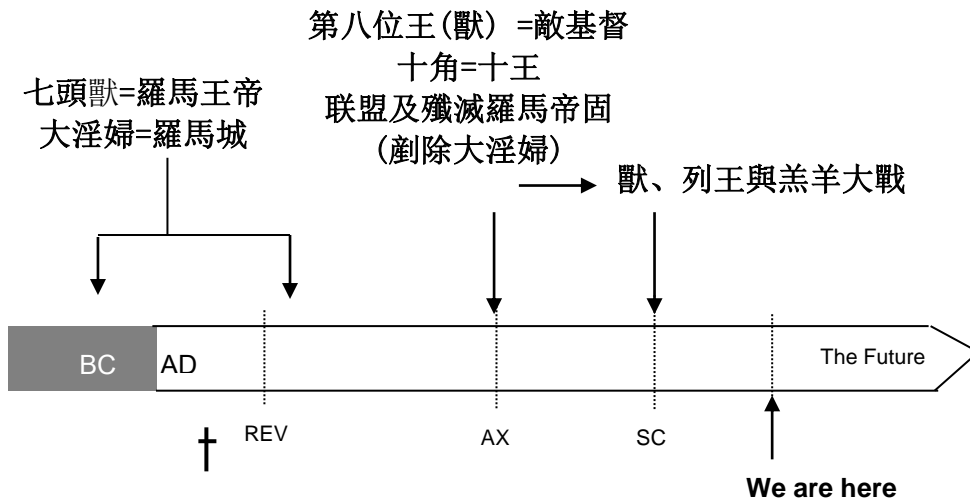 第八位王(獸) =敵基督
十角=十王
联盟及殲滅羅馬帝固
(剷除大淫婦)
七頭獸=羅馬王帝
大淫婦=羅馬城
獸、列王與羔羊大戰
BC
AD
The Future
REV
AX
SC
We are here